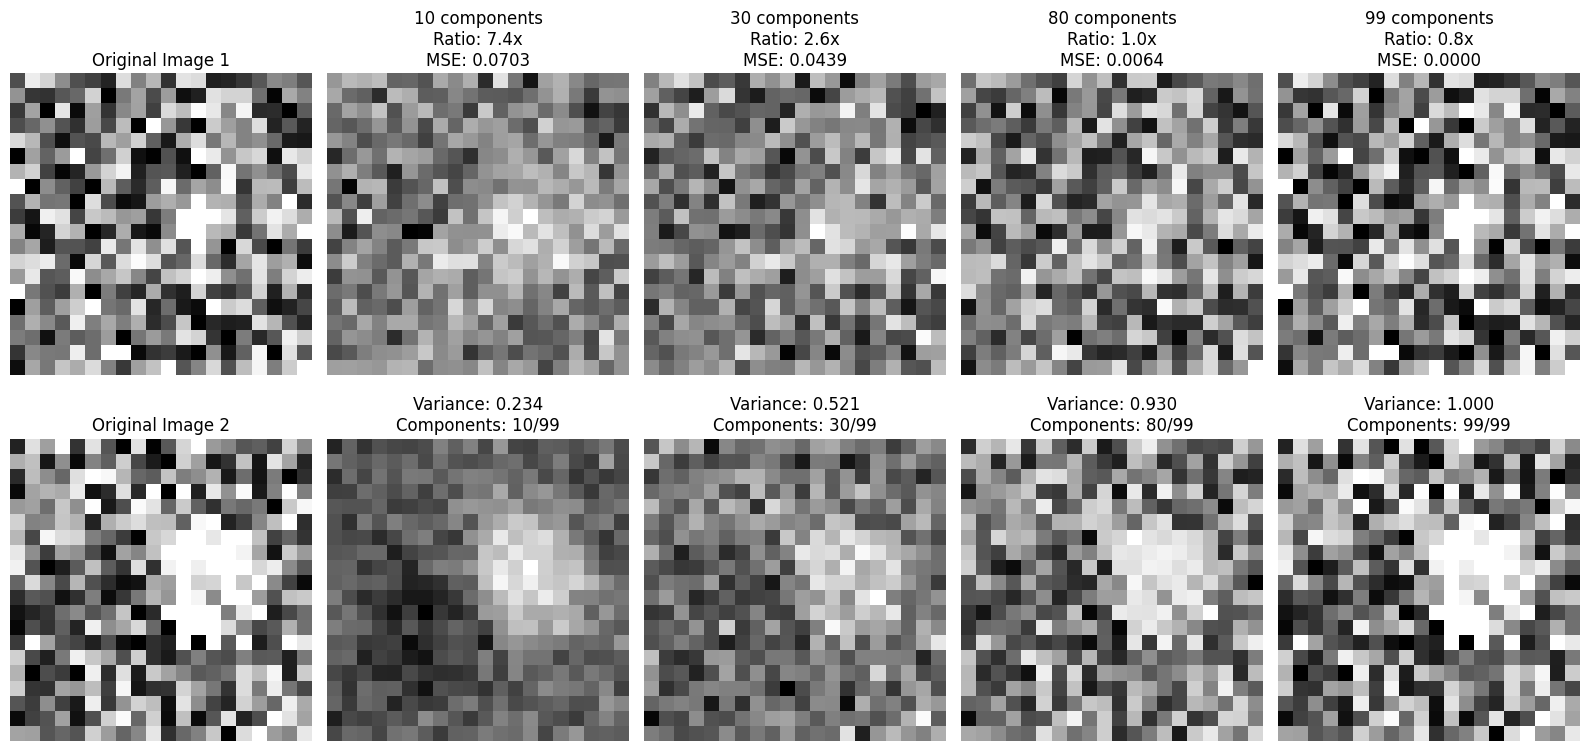 Original Image 1
10 components
Ratio: 7.4x
MSE: 0.0703
30 components
Ratio: 2.6x
MSE: 0.0439
80 components
Ratio: 1.0x
MSE: 0.0064
99 components
Ratio: 0.8x
MSE: 0.0000
Original Image 2
Variance: 0.234
Components: 10/99
Variance: 0.521
Components: 30/99
Variance: 0.930
Components: 80/99
Variance: 1.000
Components: 99/99